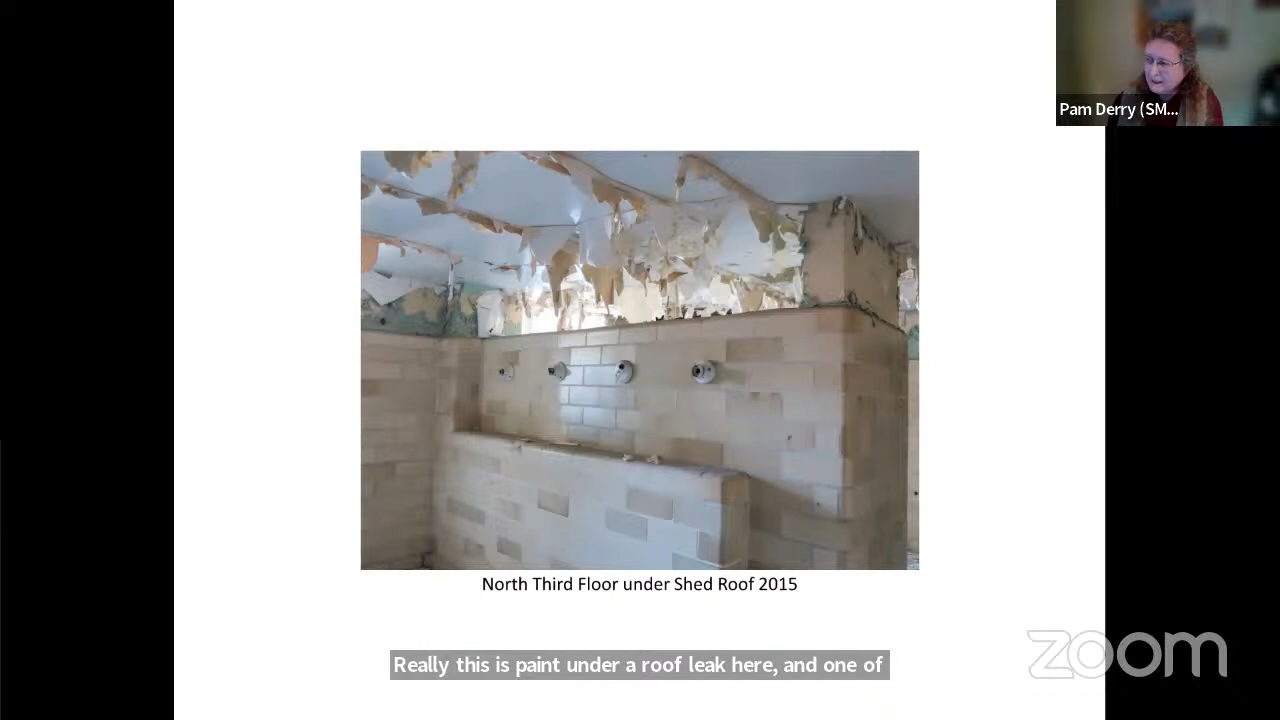 Pam Derry (SM...
North Third Floor under Shed Roof 2015
Really this is paint under a roof leak here, and one of
zoom